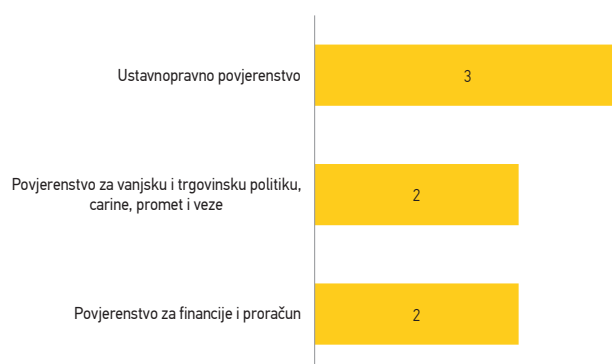 Ustavnopravno povjerenstvo
3
Povjerenstvo za vanjsku i trgovinsku politiku,
carine, promet i veze
2
Povjerenstvo za financije i proračun
2